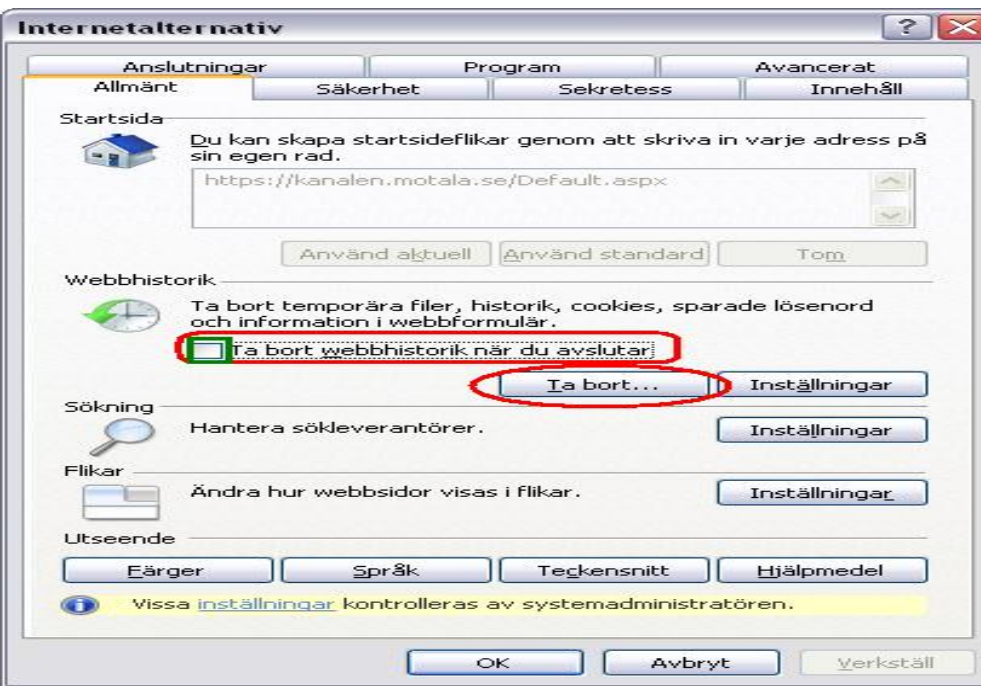 Internetalternativ
Anslutningar Program Avancerat
Allmänt Säkerhet Sekretess Innehåll
Startsida
Du kan skapa startsideflikar genom att skriva in varje adress på
sin egen rad.
https://kanalen.motala.se/Default.aspx
Använd aktuell Använd standard Tom
Webbhistorik
Ta bort temporära filer, historik, cookies, sparade lösenord
och information i webbformulär.
Ta bort webbhistorik när du avslutar
Ta bort... Inställningar
Sökning
Hantera sökleverantörer. Inställningar
Flikar
Ändra hur webbsidor visas i flikar. Inställningar
Utseende
Färger Språk Teckensnitt Hjälpmedel
Vissa inställningar kontrolleras av systemadministratören.
OK Avbryt Verkställ